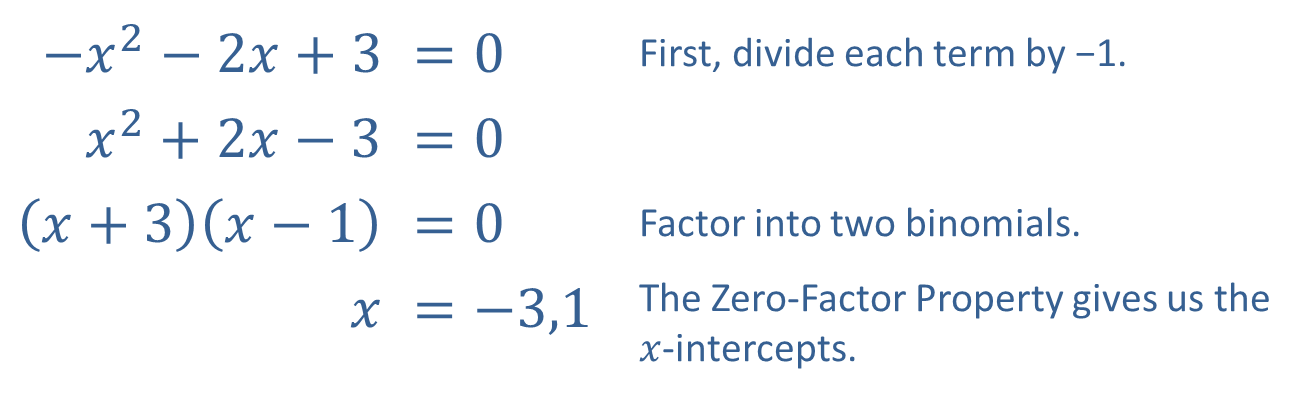 −x² − 2x + 3 = 0 First, divide each term by −1.
x² + 2x − 3 = 0
(x + 3)(x − 1) = 0 Factor into two binomials.
x = −3,1 The Zero-Factor Property gives us the
x-intercepts.